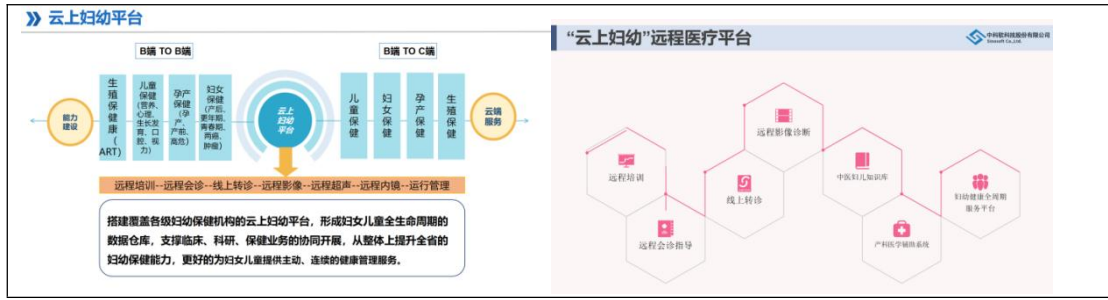 云上妇幼平台
B端 TO B端
B端 TO C端
能力
建设
生
殖
保
健
康
(
ART)
儿童
保健
(营养、
心理、
生长发
育、口
腔、视
力)
孕产
保健
(孕
产、
产前、
高危)
妇女
保健
(产后、
更年期、
青春期、
两癌、
肿瘤)
云上
妇幼
平台
儿
童
保
健
妇
女
保
健
孕
产
保
健
生
殖
保
健
云端
服务
远程培训--远程会诊--线上转诊--远程影像--远程超声--远程内镜--运行管理
搭建覆盖各级妇幼保健机构的云上妇幼平台，形成妇女儿童全生命周期的
数据仓库，支撑临床、科研、保健业务的协同开展，从整体上提升全省的
妇幼保健能力，更好的为妇女儿童提供主动、连续的健康管理服务。
“云上妇幼”远程医疗平台
中科软科技股份有限公司
Sinosoft Co.,Ltd.
远程影像诊断
远程培训
中医妇儿知识库
线上转诊
妇幼健康全周期
服务平台
远程会诊指导
产科医学辅助系统